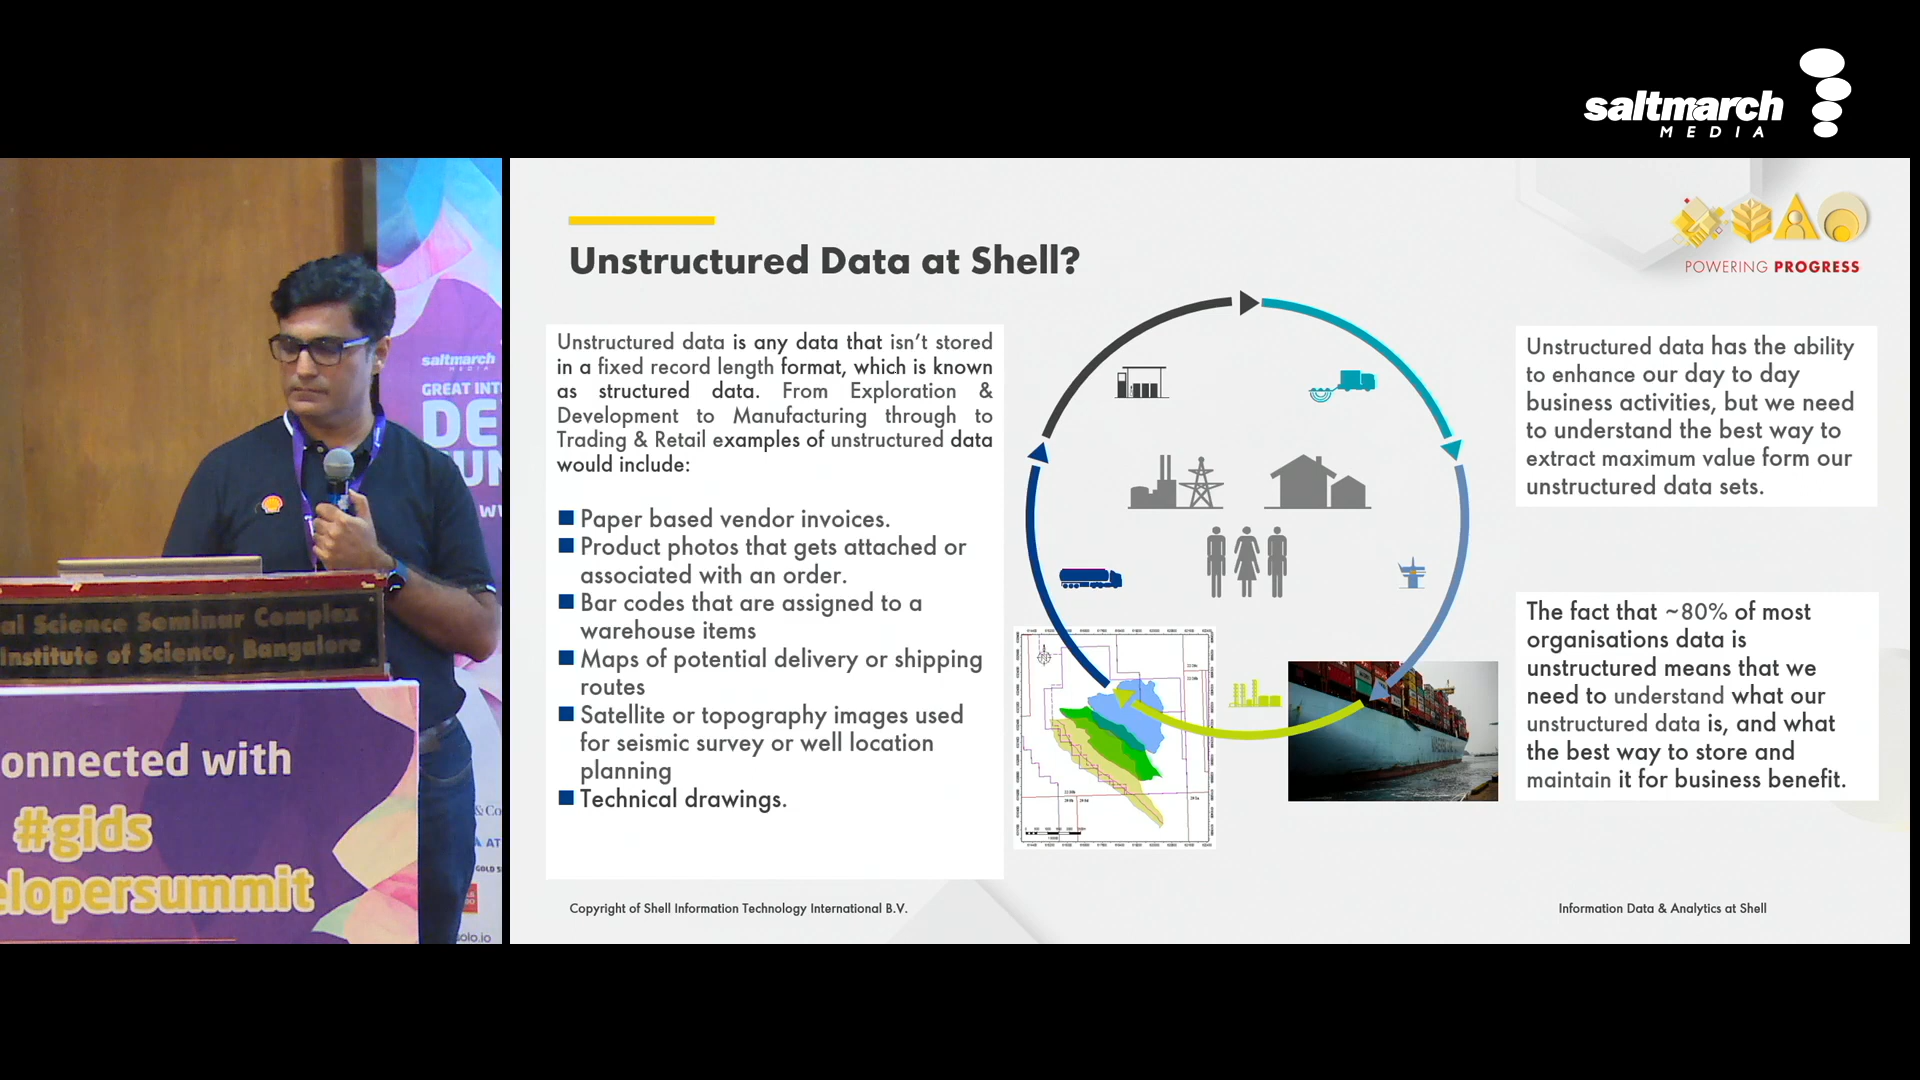 saltmarch
MEDIA
saltmarch
MEDIA
GREAT INT
DE
UN
al Science Seminar Complex
Institute of Science, Bangalore
onnected with
#gids
elopersummit
GOLD S
solo.io
POWERING PROGRESS
Unstructured Data at Shell?
Unstructured data is any data that isn’t stored
in a fixed record length format, which is known
as structured data. From Exploration &
Development to Manufacturing through to
Trading & Retail examples of unstructured data
would include:
Paper based vendor invoices.
Product photos that gets attached or
associated with an order.
Bar codes that are assigned to a
warehouse items
Maps of potential delivery or shipping
routes
Satellite or topography images used
for seismic survey or well location
planning
Technical drawings.
Unstructured data has the ability
to enhance our day to day
business activities, but we need
to understand the best way to
extract maximum value form our
unstructured data sets.
The fact that ~80% of most
organisations data is
unstructured means that we
need to understand what our
unstructured data is, and what
the best way to store and
maintain it for business benefit.
Copyright of Shell Information Technology International B.V.
Information Data & Analytics at Shell